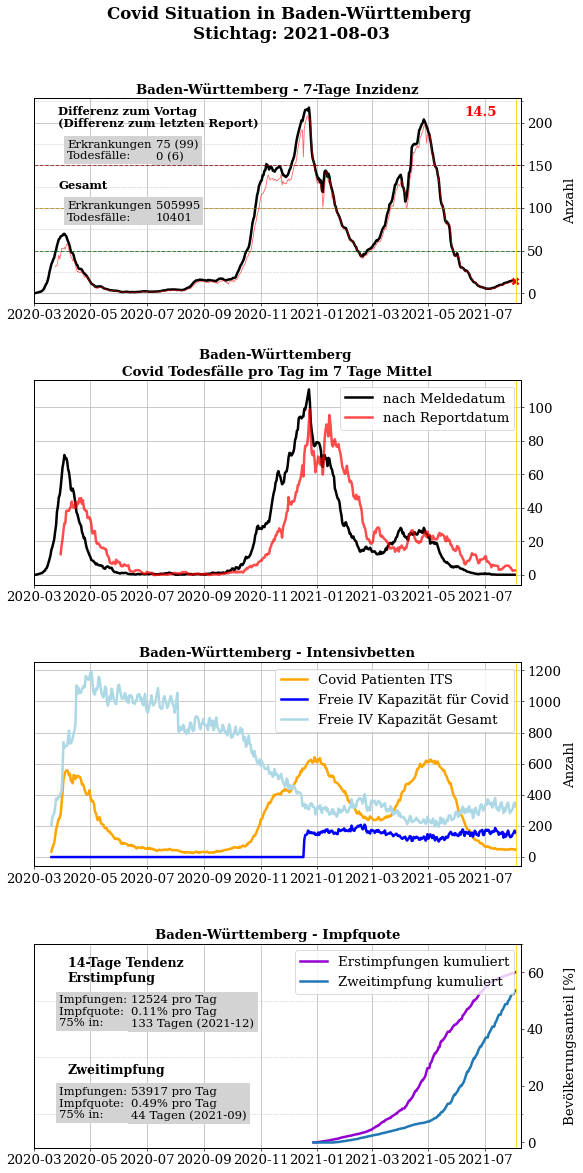 Covid Situation in Baden-Württemberg
Stichtag: 2021-08-03
Baden-Württemberg - 7-Tage Inzidenz
Differenz zum Vortag
(Differenz zum letzten Report)
Erkrankungen 75 (99)
Todesfälle: 0 (6)
Gesamt
Erkrankungen 505995
Todesfälle: 10401
14.5
200
150
100
50
0
Anzahl
2020-03 2020-05 2020-07 2020-09 2020-11 2021-01 2021-03 2021-05 2021-07
Baden-Württemberg
Covid Todesfälle pro Tag im 7 Tage Mittel
nach Meldedatum
nach Reportdatum
100
80
60
40
20
0
2020-03 2020-05 2020-07 2020-09 2020-11 2021-01 2021-03 2021-05 2021-07
Baden-Württemberg - Intensivbetten
Covid Patienten ITS
Freie IV Kapazität für Covid
Freie IV Kapazität Gesamt
1200
1000
800
600
400
200
0
Anzahl
2020-03 2020-05 2020-07 2020-09 2020-11 2021-01 2021-03 2021-05 2021-07
Baden-Württemberg - Impfquote
14-Tage Tendenz
Erstimpfung
Impfungen: 12524 pro Tag
Impfquote: 0.11% pro Tag
75% in: 133 Tagen (2021-12)
Zweitimpfung
Impfungen: 53917 pro Tag
Impfquote: 0.49% pro Tag
75% in: 44 Tagen (2021-09)
Erstimpfungen kumuliert
Zweitimpfung kumuliert
60
40
20
0
Bevölkerungsanteil [%]
2020-03 2020-05 2020-07 2020-09 2020-11 2021-01 2021-03 2021-05 2021-07